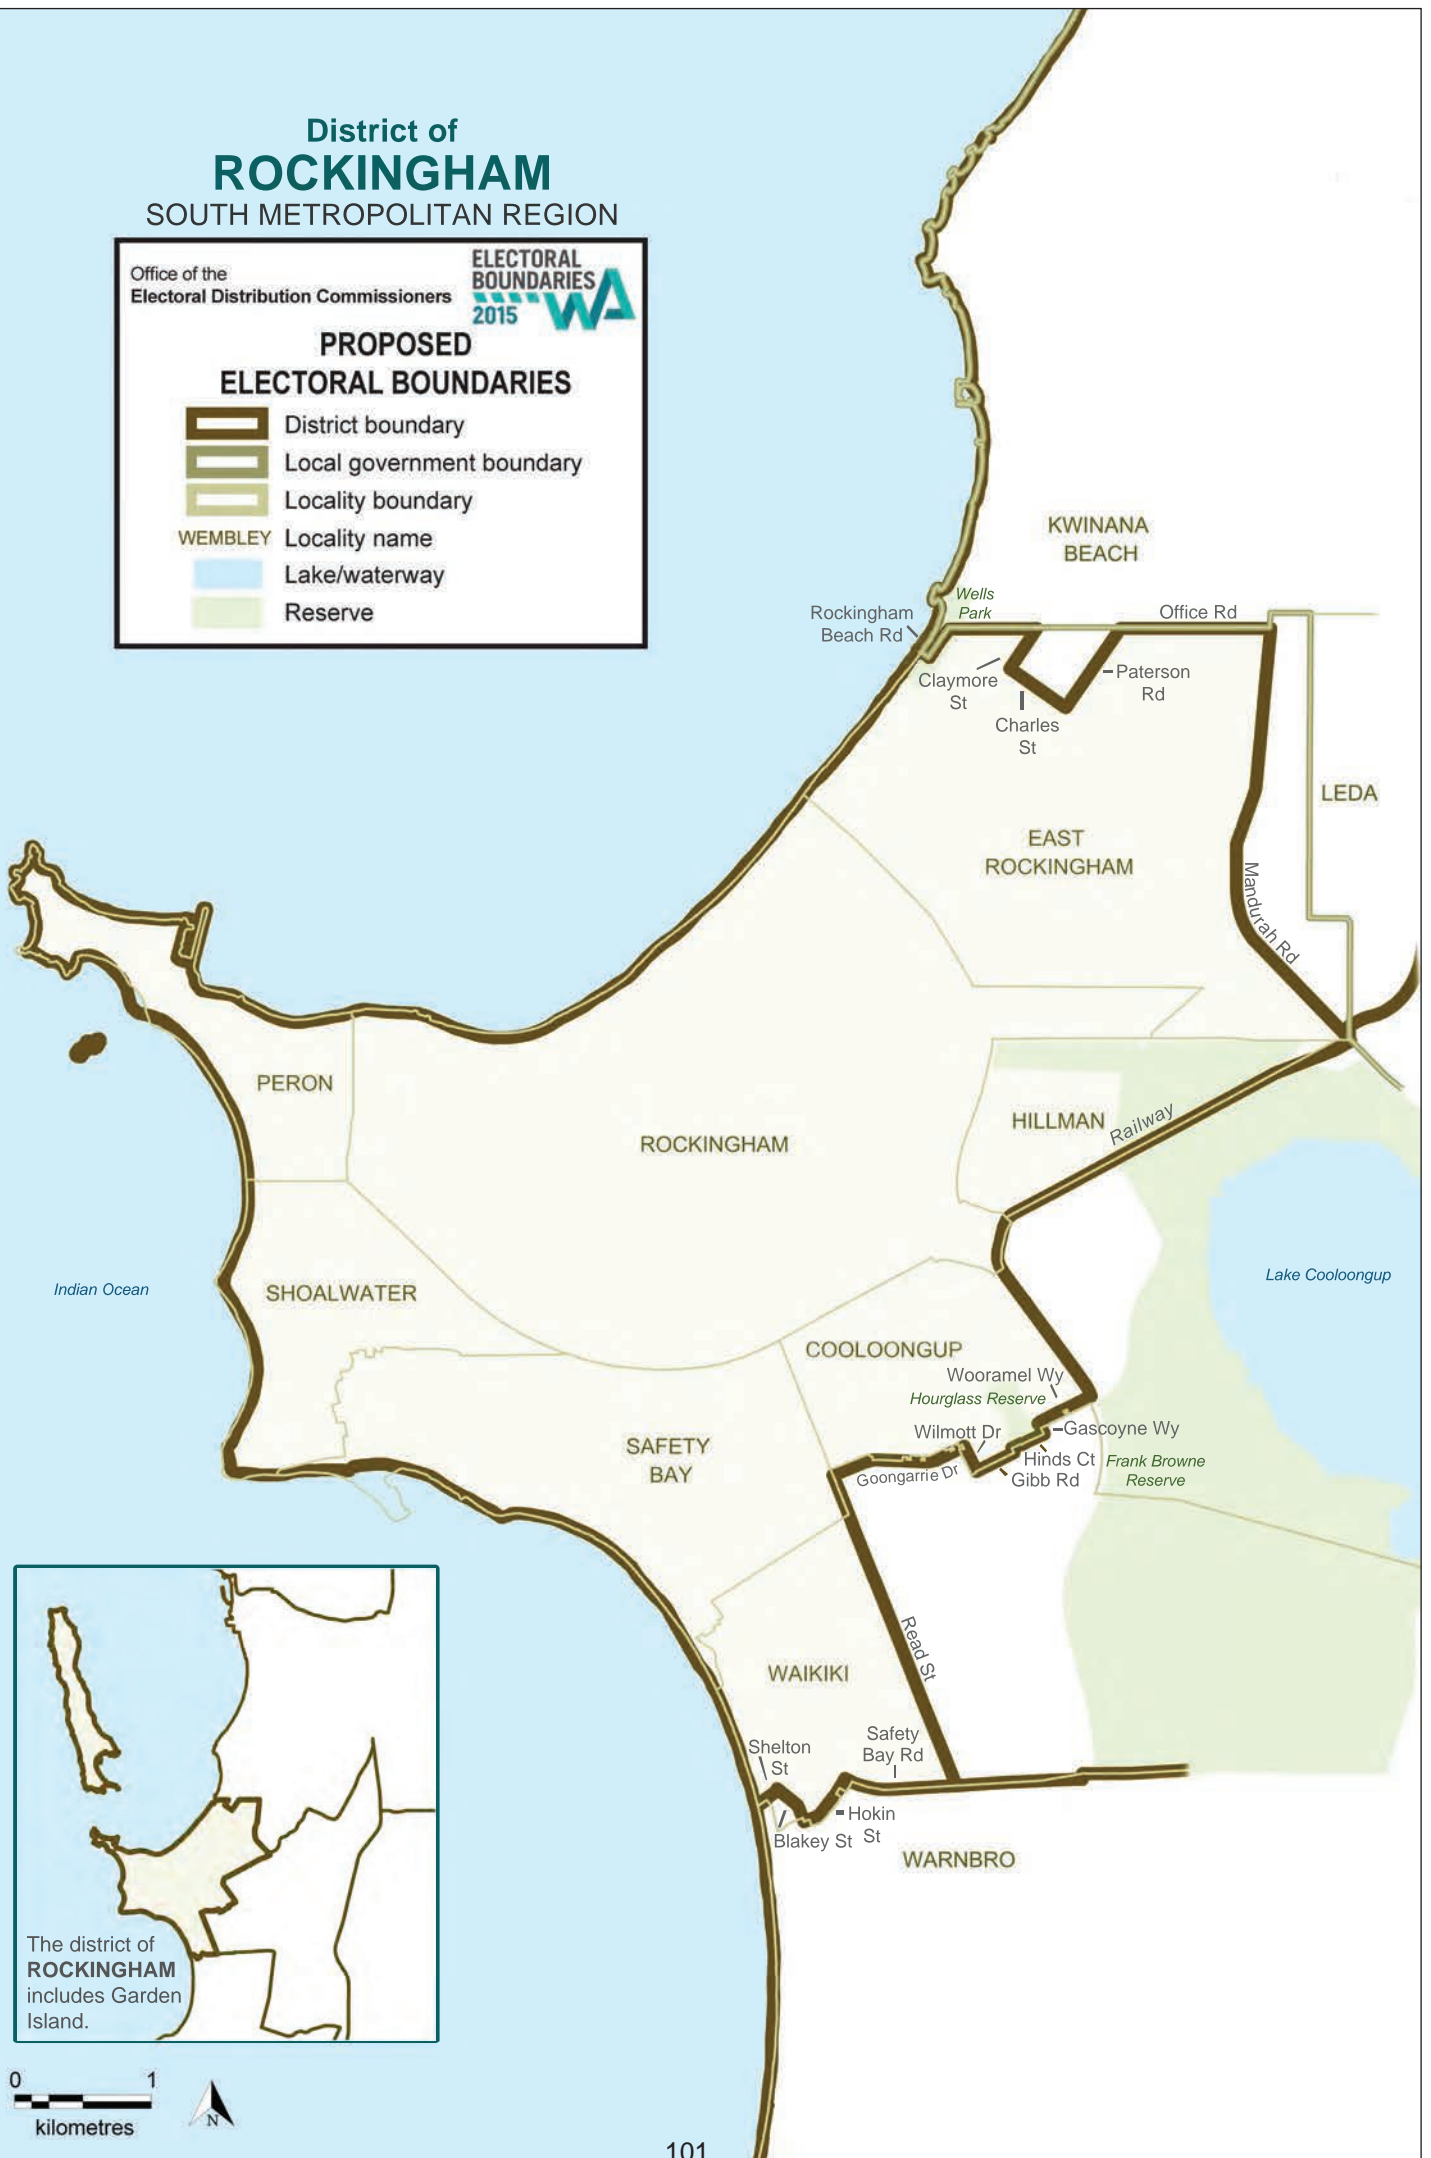 District of
ROCKINGHAM
SOUTH METROPOLITAN REGION
Office of the
Electoral Distribution Commissioners
ELECTORAL
BOUNDARIES
2015
WA
PROPOSED
ELECTORAL BOUNDARIES
District boundary
Local government boundary
Locality boundary
WEMBLEY Locality name
Lake/waterway
Reserve
KWINANA
BEACH
Wells
Park
Rockingham
Beach Rd
Office Rd
Claymore
St
Paterson
Rd
Charles
St
LEDA
EAST
ROCKINGHAM
Mandurah Rd
PERON
HILLMAN
Railway
ROCKINGHAM
Indian Ocean
SHOALWATER
Lake Cooloongup
COOLOONGUP
Wooramel Wy
Hourglass Reserve
Wilmott Dr
Gascoyne Wy
SAFETY
BAY
Hinds Ct
Frank Browne
Reserve
Goongarrie Dr
Gibb Rd
Read St
WAIKIKI
Safety
Bay Rd
Shelton
St
Hokin
St
Blakey St
WARNBRO
The district of
ROCKINGHAM
includes Garden
Island.
0 1
kilometres
N
101